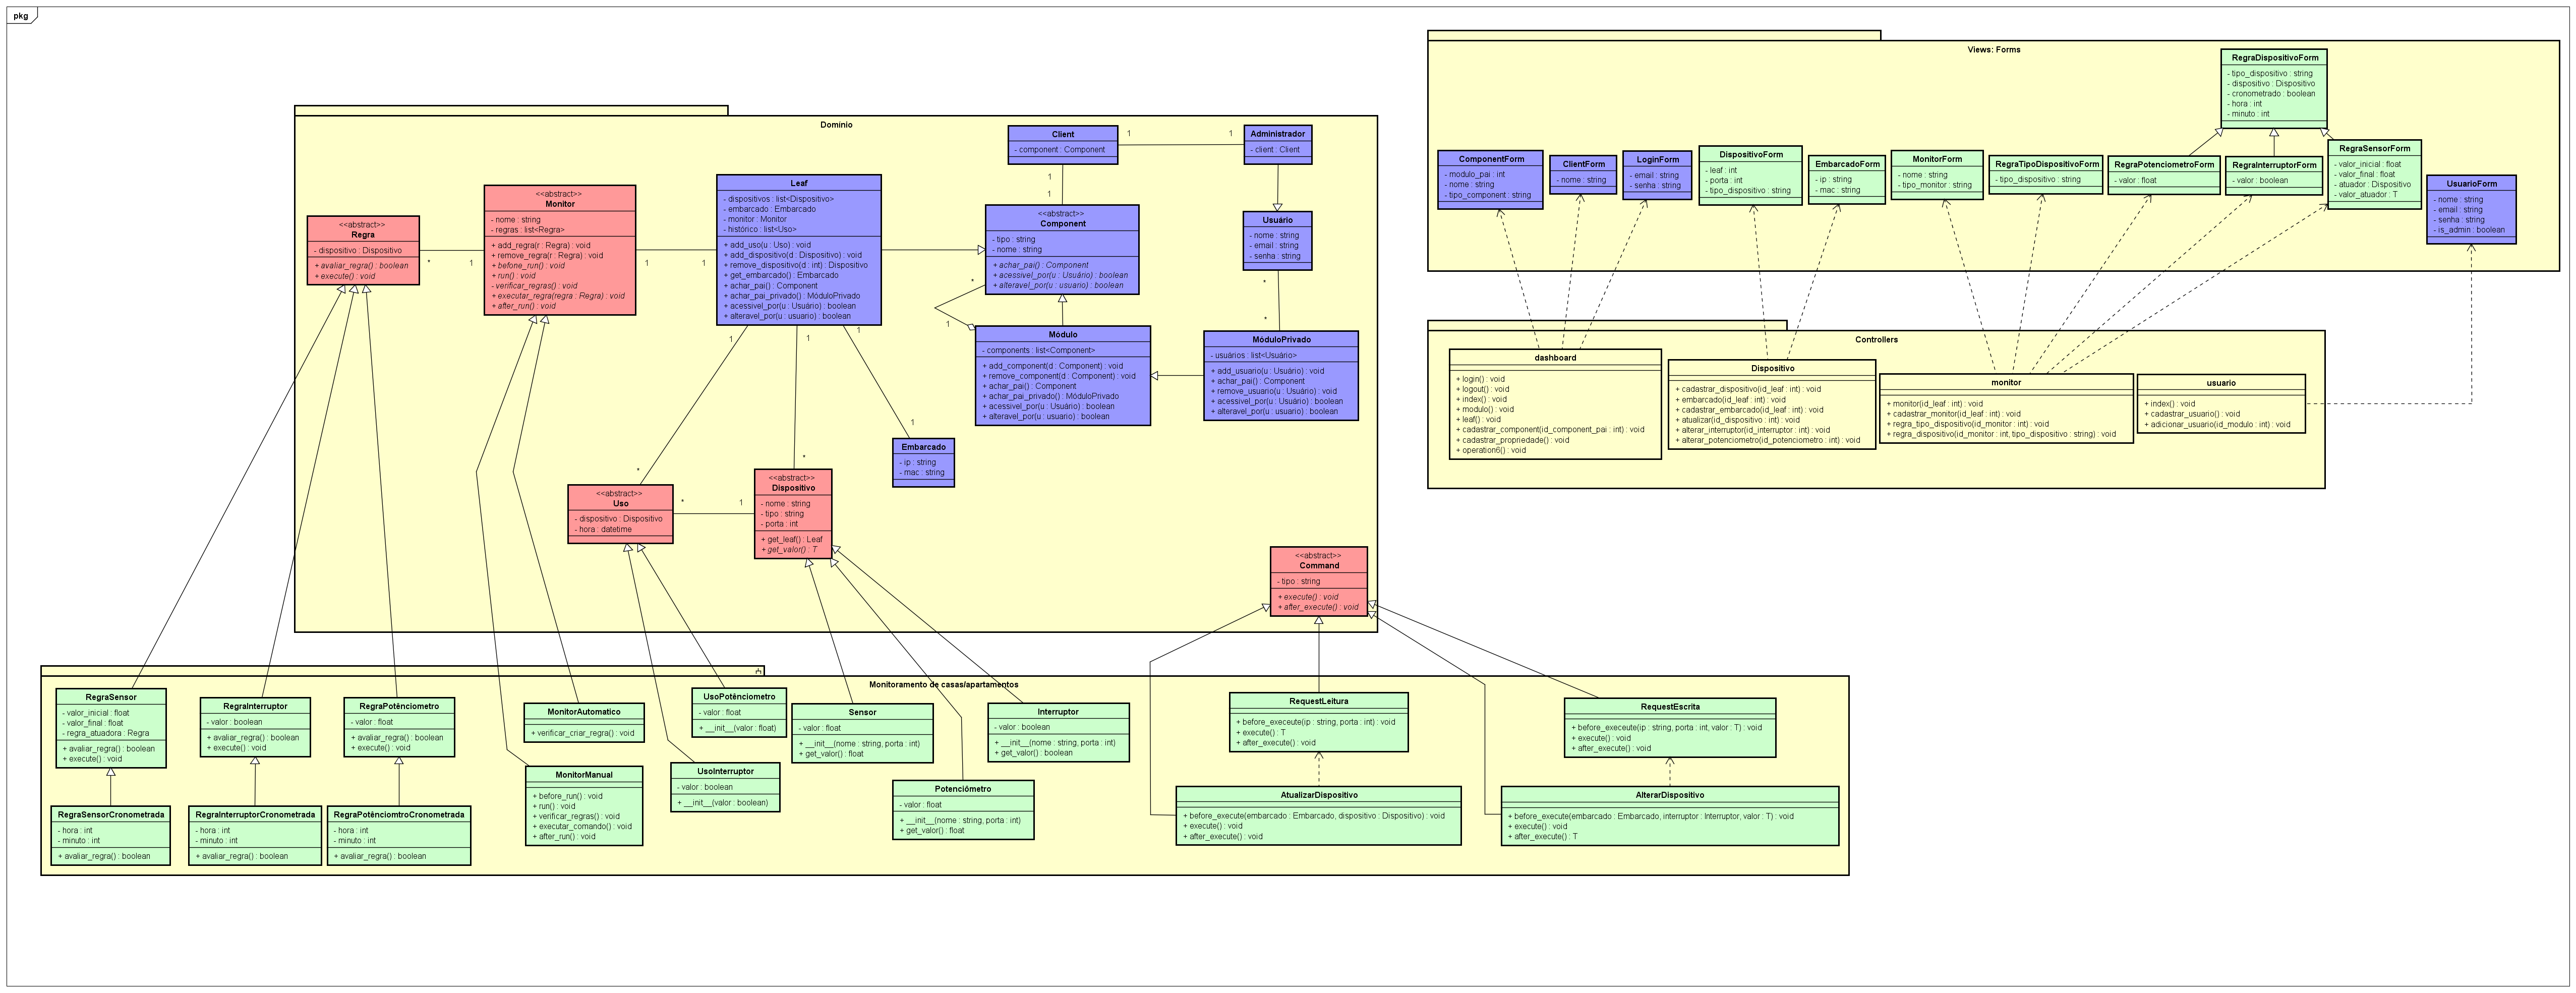 pkg
Dominio
Client
- component : Component
1
1
Administrador
- client : Client
1
1
<<abstract>>
Regra
- dispositivo : Dispositivo
+ avaliar_regra() : boolean
+ execute() : void
*
1
<<abstract>>
Monitor
- nome : string
- regras : list<Regra>
+ add_regra(r : Regra) : void
+ remove_regra(r : Regra) : void
+ befone_run() : void
+ run() : void
- verificar_regras() : void
+ executar_regra(regra : Regra) : void
+ after_run() : void
1
1
Leaf
- dispositivos : list<Dispositivo>
- embarcado : Embarcado
- monitor : Monitor
- histórico : list<Uso>
+ add_uso(u : Uso) : void
+ add_dispositivo(d : Dispositivo) : void
+ remove_dispositivo(d : int) : Dispositivo
+ get_embarcado() : Embarcado
+ achar_pai() : Component
+ achar_pai_privado() : MóduloPrivado
+ acessivel_por(u : Usuário) : boolean
+ alteravel_por(u : usuario) : boolean
<<abstract>>
Component
- tipo : string
- nome : string
+ achar_pai() : Component
+ acessivel_por(u : Usuário) : boolean
+ alteravel_por(u : usuario) : boolean
*
1
Usuário
- nome : string
- email : string
- senha : string
*
*
Módulo
- components : list<Component>
+ add_component(d : Component) : void
+ remove_component(d : Component) : void
+ achar_pai() : Component
+ achar_pai_privado() : MóduloPrivado
+ acessivel_por(u : Usuário) : boolean
+ alteravel_por(u : usuario) : boolean
MóduloPrivado
- usuários : list<Usuário>
+ add_usuario(u : Usuário) : void
+ achar_pai() : Component
+ remove_usuario(u : Usuário) : void
+ acessivel_por(u : Usuário) : boolean
+ alteravel_por(u : usuario) : boolean
1
1
1
*
*
1
Embarcado
- ip : string
- mac : string
<<abstract>>
Uso
- dispositivo : Dispositivo
- hora : datetime
*
1
<<abstract>>
Dispositivo
- nome : string
- tipo : string
- porta : int
+ get_leaf() : Leaf
+ get_valor() : T
<<abstract>>
Command
- tipo : string
+ execute() : void
+ after_execute() : void
Views: Forms
RegraDispositivoForm
- tipo_dispositivo : string
- dispositivo : Dispositivo
- cronometrado : boolean
- hora : int
- minuto : int
ComponentForm
- modulo_pai : int
- nome : string
- tipo_component : string
ClientForm
- nome : string
LoginForm
- email : string
- senha : string
DispositivoForm
- leaf : int
- porta : int
- tipo_dispositivo : string
EmbarcadoForm
- ip : string
- mac : string
MonitorForm
- nome : string
- tipo_monitor : string
RegraTipoDispositivoForm
- tipo_dispositivo : string
RegraPotenciometroForm
- valor : float
RegraInterruptorForm
- valor : boolean
RegraSensorForm
- valor_inicial : float
- valor_final : float
- atuador : Dispositivo
- valor_atuador : T
UsuarioForm
- nome : string
- email : string
- senha : string
- is_admin : boolean
Controllers
dashboard
+ login() : void
+ logout() : void
+ index() : void
+ modulo() : void
+ leaf() : void
+ cadastrar_component(id_component_pai : int) : void
+ cadastrar_propriedade() : void
+ operation6() : void
Dispositivo
+ cadastrar_dispositivo(id_leaf : int) : void
+ embarcado(id_leaf : int) : void
+ cadastrar_embarcado(id_leaf : int) : void
+ atualizar(id_dispositivo : int) : void
+ alterar_interruptor(id_interruptor : int) : void
+ alterar_potenciometro(id_potenciometro : int) : void
monitor
+ monitor(id_leaf : int) : void
+ cadastrar_monitor(id_leaf : int) : void
+ regra_tipo_dispositivo(id_monitor : int) : void
+ regra_dispositivo(id_monitor : int, tipo_dispositivo : string) : void
usuario
+ index() : void
+ cadastrar_usuario() : void
+ adicionar_usuario(id_modulo : int) : void
Monitoramento de casas/apartamentos
RegraSensor
- valor_inicial : float
- valor_final : float
- regra_atuadora : Regra
+ avaliar_regra() : boolean
+ execute() : void
RegraInterruptor
- valor : boolean
+ avaliar_regra() : boolean
+ execute() : void
RegraPotênciometro
- valor : float
+ avaliar_regra() : boolean
+ execute() : void
MonitorAutomatico
+ verificar_criar_regra() : void
UsoPotênciometro
- valor : float
+ __init__(valor : float)
Sensor
- valor : float
+ __init__(nome : string, porta : int)
+ get_valor() : float
Interruptor
- valor : boolean
+ __init__(nome : string, porta : int)
+ get_valor() : boolean
RequestLeitura
+ before_execeute(ip : string, porta : int) : void
+ execute() : T
+ after_execute() : void
RequestEscrita
+ before_execute(ip : string, porta : int, valor : T) : void
+ execute() : void
+ after_execute() : void
RegraSensorCronometrada
- hora : int
- minuto : int
+ avaliar_regra() : boolean
RegraInterruptorCronometrada
- hora : int
- minuto : int
+ avaliar_regra() : boolean
RegraPotênciomtroCronometrada
- hora : int
- minuto : int
+ avaliar_regra() : boolean
MonitorManual
+ before_run() : void
+ run() : void
+ verificar_regras() : void
+ executar_comando() : void
+ after_run() : void
UsoInterruptor
- valor : boolean
+ __init__(valor : boolean)
Potenciómetro
- valor : float
+ __init__(nome : string, porta : int)
+ get_valor() : float
AtualizarDispositivo
+ before_execute(embarcado : Embarcado, dispositivo : Dispositivo) : void
+ execute() : void
+ after_execute() : void
AlterarDispositivo
+ before_execute(embarcado : Embarcado, interruptor : Interruptor, valor : T) : void
+ execute() : void
+ after_execute() : T